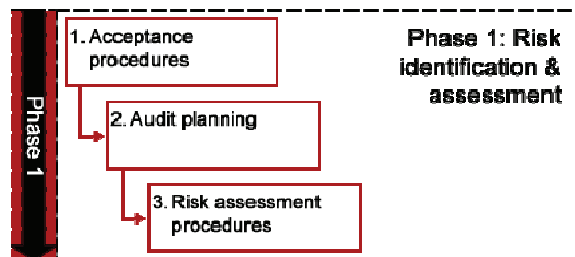 1. Acceptance
procedures
Phase 1: Risk
identification &
assessment
Phase 1
2. Audit planning
3. Risk assessment
procedures